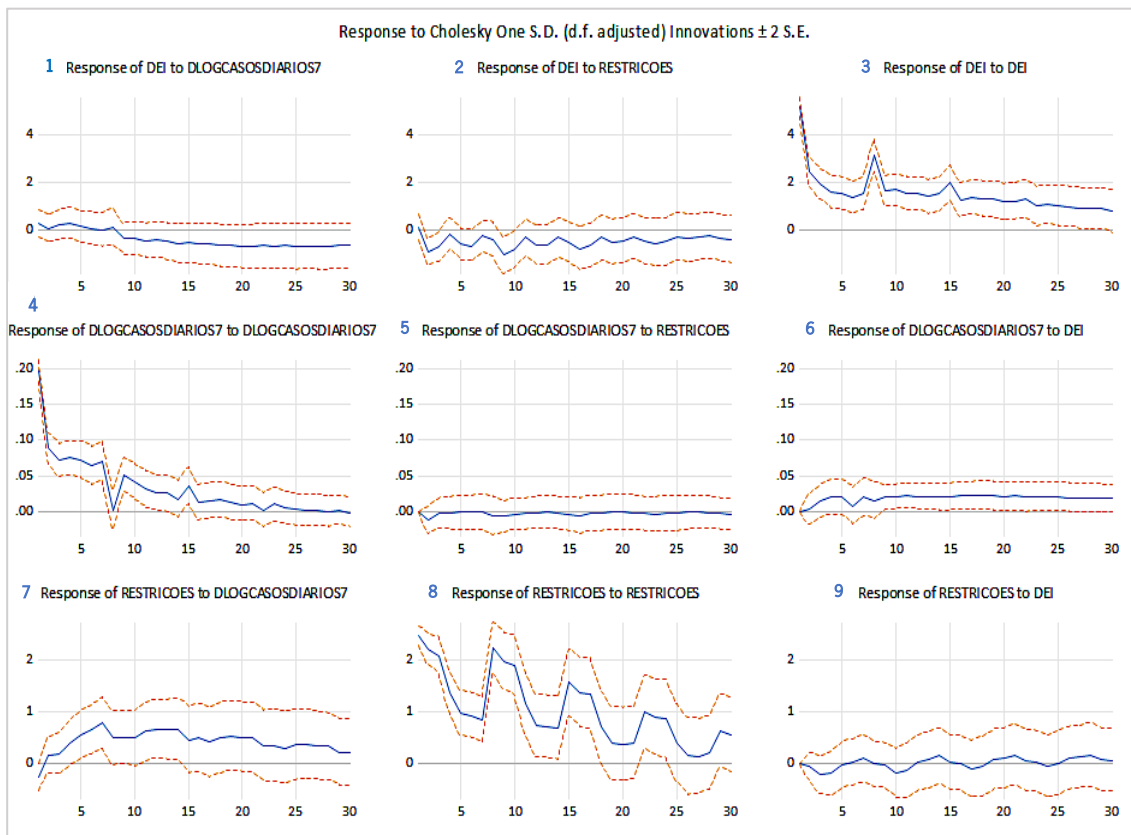 Response to Cholesky One S.D. (d.f. adjusted) Innovations ± 2 S.E.
1 Response of DEI to DLOGCASOSDIARIOS7
2 Response of DEI to RESTRICOES
3 Response of DEI to DEI
4
2
0
5 10 15 20 25 30
4
2
0
5 10 15 20 25 30
4
2
0
5 10 15 20 25 30
4
Response of DLOGCASOSDIARIOS7 to DLOGCASOSDIARIOS7
5 Response of DLOGCASOSDIARIOS7 to RESTRICOES
6 Response of DLOGCASOSDIARIOS7 to DEI
.20
.15
.10
.05
.00
5 10 15 20 25 30
.20
.15
.10
.05
.00
5 10 15 20 25 30
.20
.15
.10
.05
.00
5 10 15 20 25 30
7 Response of RESTRICOES to DLOGCASOSDIARIOS7
8 Response of RESTRICOES to RESTRICOES
9 Response of RESTRICOES to DEI
2
1
0
5 10 15 20 25 30
2
1
0
5 10 15 20 25 30
2
1
0
5 10 15 20 25 30